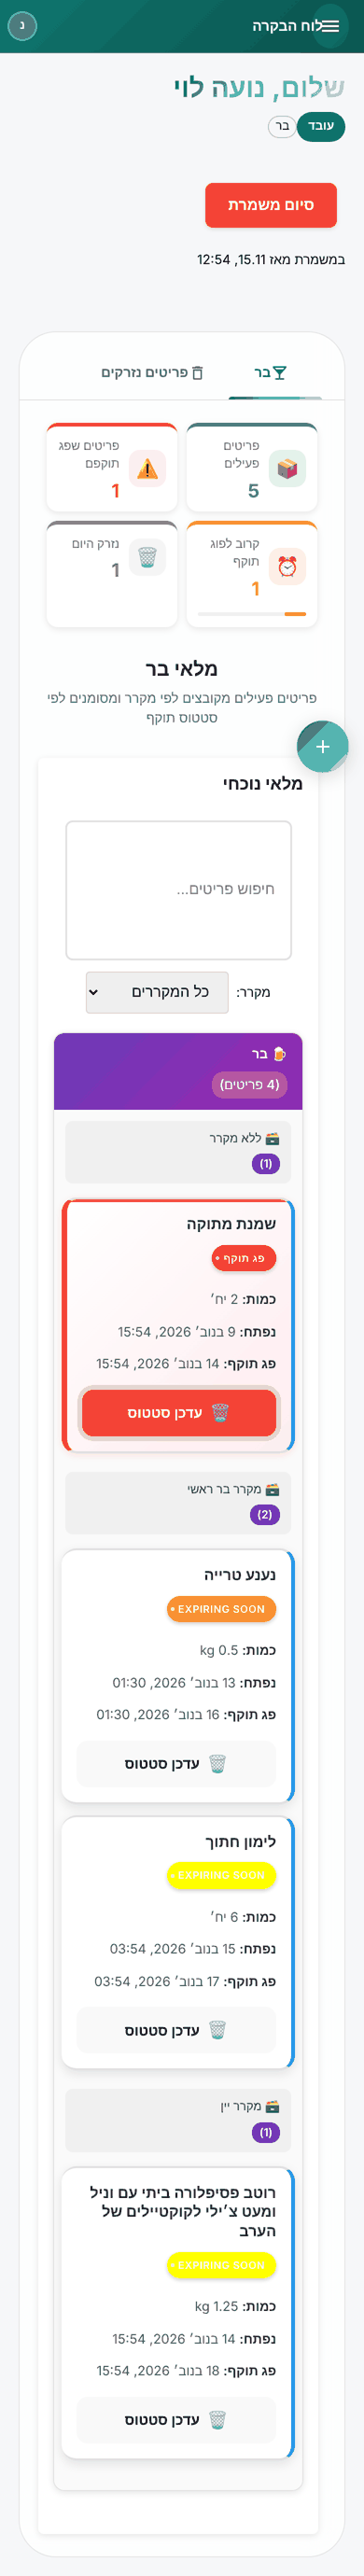 לוח הבקרה
נ
שלום, נועה לוי
עובד
בר
סיום משמרת
במשמרת מאז 15.11, 12:54
בר
פריטים נזרקים
פריטים
פעילים
5
פריטים שפג
תוקפם
1
קרוב לפוג
תוקף
1
נזרק היום
1
מלאי בר
פריטים פעילים מקובצים לפי מקרר ומסומנים לפי
סטטוס תוקף
+
מלאי נוכחי
חיפוש פריטים...
מקרר:
כל המקררים
בר
(4 פריטים)
ללא מקרר
(1)
שמנת מתוקה
פג תוקף
כמות: 2 יח׳
נפתח: 9 בנוב׳ 2026, 15:54
פג תוקף: 14 בנוב׳ 2026, 15:54
עדכן סטטוס
מקרר בר ראשי
(2)
נענע טרייה
EXPIRING SOON
כמות: 0.5 kg
נפתח: 13 בנוב׳ 2026, 01:30
פג תוקף: 16 בנוב׳ 2026, 01:30
עדכן סטטוס
לימון חתוך
EXPIRING SOON
כמות: 6 יח׳
נפתח: 15 בנוב׳ 2026, 03:54
פג תוקף: 17 בנוב׳ 2026, 03:54
עדכן סטטוס
מקרר יין
(1)
רוטב פסיפלורה ביתי עם וניל
ומעט צ׳ילי לקוקטיילים של
הערב
EXPIRING SOON
כמות: 1.25 kg
נפתח: 14 בנוב׳ 2026, 15:54
פג תוקף: 18 בנוב׳ 2026, 15:54
עדכן סטטוס